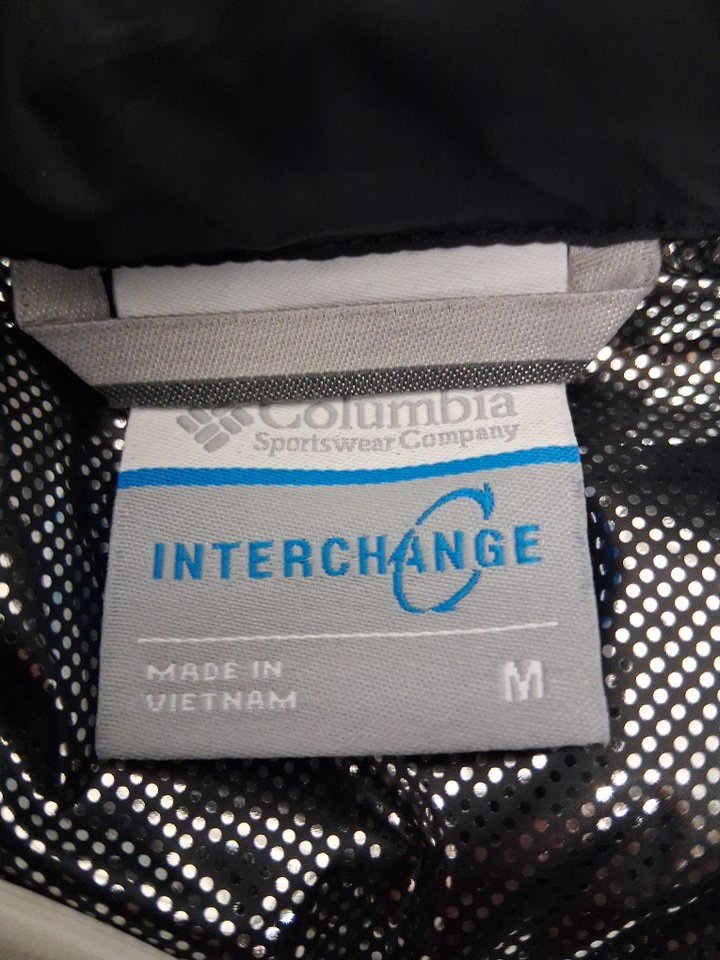 Columbia
Sportswear Company
INTERCHANGE
MADE IN
VIETNAM
M